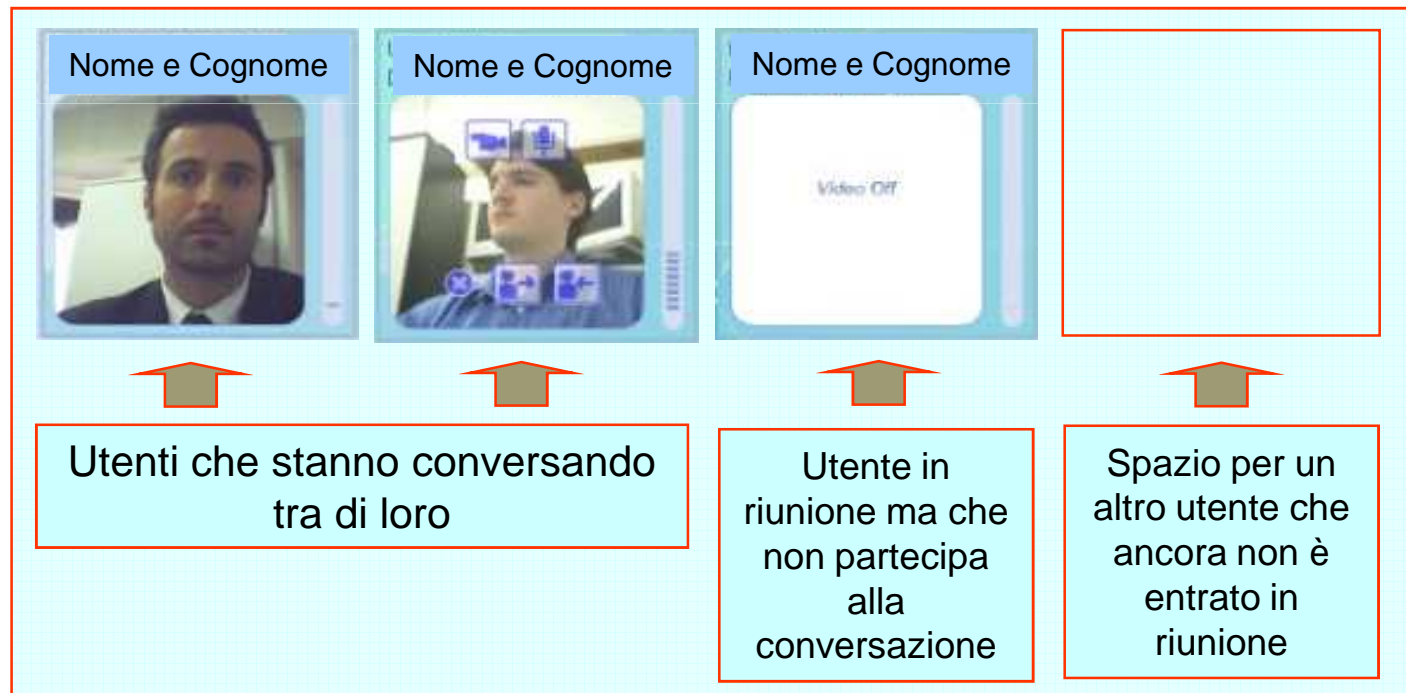 Nome e Cognome
Nome e Cognome
Nome e Cognome
Video Off
Utenti che stanno conversando
tra di loro
Utente in
riunione ma che
non partecipa
alla
conversazione
Spazio per un
altro utente che
ancora non è
entrato in
riunione